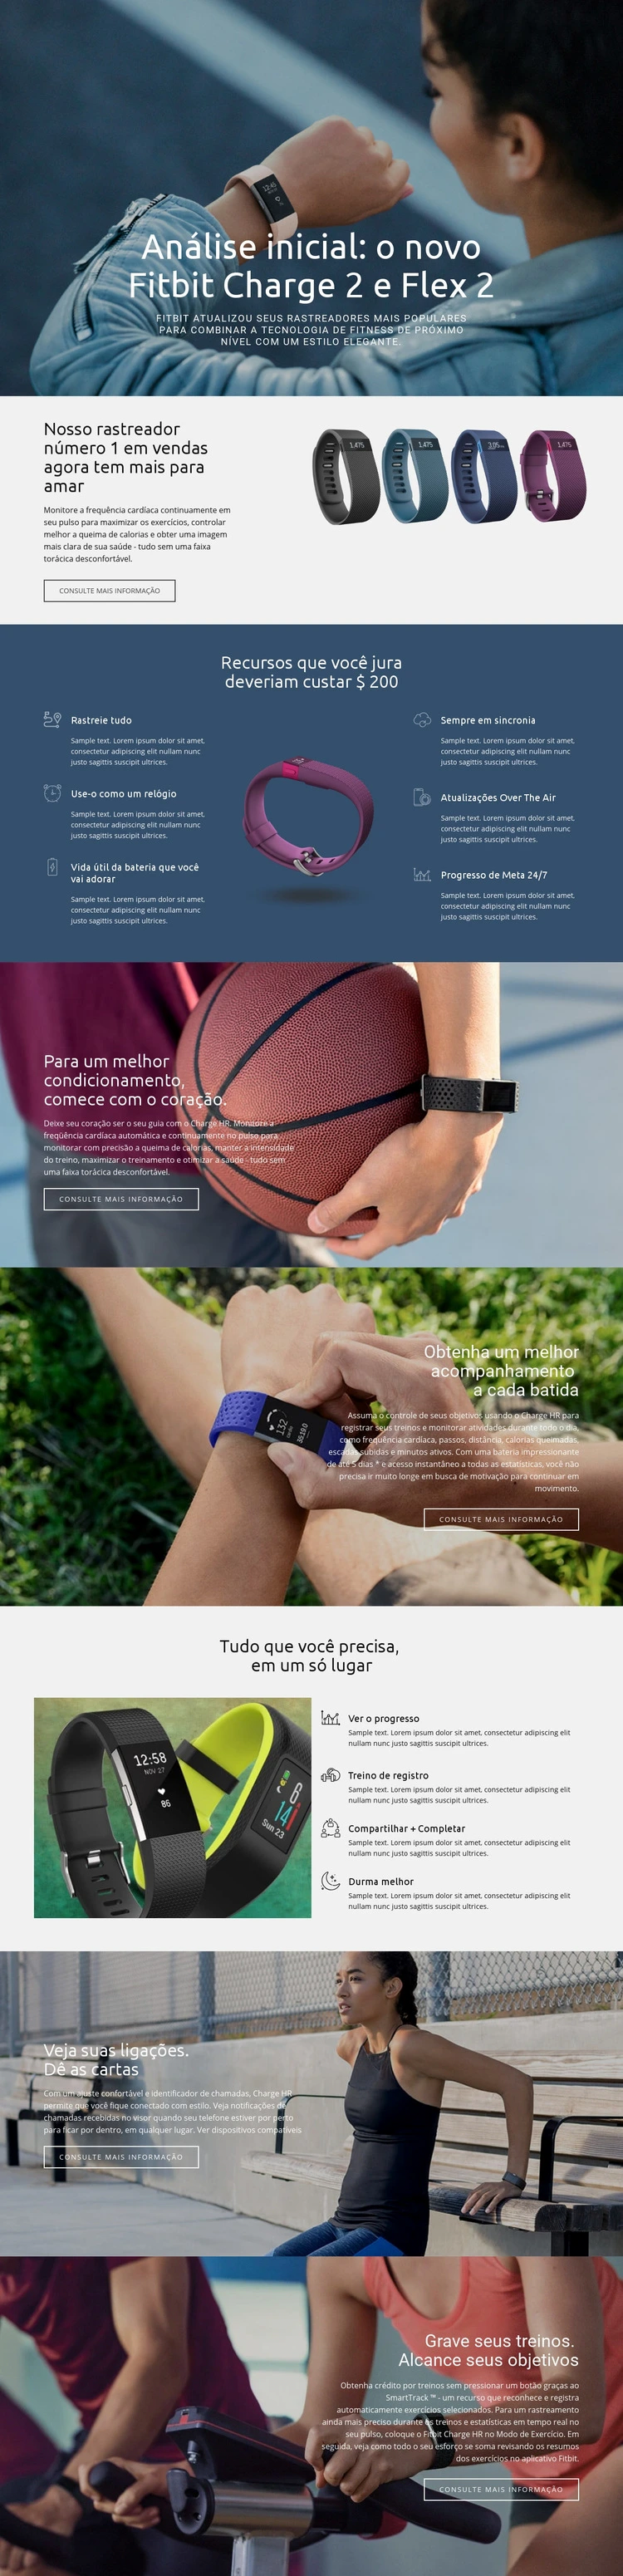 12:45
Análise inicial: o novo
Fitbit Charge 2 e Flex 2
FITBIT ATUALIZOU SEUS RASTREADORES MAIS POPULARES
PARA COMBINAR A TECNOLOGIA DE FITNESS DE PRÓXIMO
NÍVEL COM UM ESTILO ELEGANTE.
Nosso rastreador
número 1 em vendas
agora tem mais para
amar
Monitore a frequência cardíaca continuamente em
seu pulso para maximizar os exercícios, controlar
melhor a queima de calorias e obter uma imagem
mais clara de sua saúde - tudo sem uma faixa
torácica desconfortável.
CONSULTE MAIS INFORMAÇÃO
1,475
1,475
3.05
1,475
Recursos que você jura
deveriam custar $ 200
Rastreie tudo
Sample text. Lorem ipsum dolor sit amet,
consectetur adipiscing elit nullam nunc
justo sagittis suscipit ultrices.
Use-o como um relógio
Sample text. Lorem ipsum dolor sit amet,
consectetur adipiscing elit nullam nunc
justo sagittis suscipit ultrices.
Vida útil da bateria que você
vai adorar
Sample text. Lorem ipsum dolor sit amet,
consectetur adipiscing elit nullam nunc
justo sagittis suscipit ultrices.
Sempre em sincronia
Sample text. Lorem ipsum dolor sit amet,
consectetur adipiscing elit nullam nunc
justo sagittis suscipit ultrices.
Atualizações Over The Air
Sample text. Lorem ipsum dolor sit amet,
consectetur adipiscing elit nullam nunc
justo sagittis suscipit ultrices.
Progresso de Meta 24/7
Sample text. Lorem ipsum dolor sit amet,
consectetur adipiscing elit nullam nunc
justo sagittis suscipit ultrices.
Para um melhor
condicionamento,
comece com o coração.
Deixe seu coração ser o seu guia com o Charge HR. Monitore a
freqüência cardíaca automática e continuamente no pulso para
monitorar com precisão a queima de calorias, manter a intensidade
do treino, maximizar o treinamento e otimizar a saúde - tudo sem
uma faixa torácica desconfortável.
CONSULTE MAIS INFORMAÇÃO
132
38:19.0
Obtenha um melhor
acompanhamento
a cada batida
Assuma o controle de seus objetivos usando o Charge HR para
registrar seus treinos e monitorar atividades durante todo o dia,
como frequência cardíaca, passos, distância, calorias queimadas,
escadas subidas e minutos ativos. Com uma bateria impressionante
de até 5 dias * e acesso instantâneo a todas as estatísticas, você não
precisa ir muito longe em busca de motivação para continuar em
movimento.
CONSULTE MAIS INFORMAÇÃO
Tudo que você precisa,
em um só lugar
12:58
NOV 27
86
6
14
Sun 23
Ver o progresso
Sample text. Lorem ipsum dolor sit amet, consectetur adipiscing elit
nullam nunc justo sagittis suscipit ultrices.
Treino de registro
Sample text. Lorem ipsum dolor sit amet, consectetur adipiscing elit
nullam nunc justo sagittis suscipit ultrices.
Compartilhar + Completar
Sample text. Lorem ipsum dolor sit amet, consectetur adipiscing elit
nullam nunc justo sagittis suscipit ultrices.
Durma melhor
Sample text. Lorem ipsum dolor sit amet, consectetur adipiscing elit
nullam nunc justo sagittis suscipit ultrices.
Veja suas ligações.
Dê as cartas
Com um ajuste confortável e identificador de chamadas, Charge HR
permite que você fique conectado com estilo. Veja notificações de
chamadas recebidas no visor quando seu telefone estiver por perto
para ficar por dentro, em qualquer lugar. Ver dispositivos compatíveis
CONSULTE MAIS INFORMAÇÃO
Grave seus treinos.
Alcance seus objetivos
Obtenha crédito por treinos sem pressionar um botão graças ao
SmartTrack ™ - um recurso que reconhece e registra
automaticamente exercícios selecionados. Para um rastreamento
ainda mais preciso durante os treinos e estatísticas em tempo real no
seu pulso, coloque o Fitbit Charge HR no Modo de Exercício. Em
seguida, veja como todo o seu esforço se soma revisando os resumos
dos exercícios no aplicativo Fitbit.
CONSULTE MAIS INFORMAÇÃO